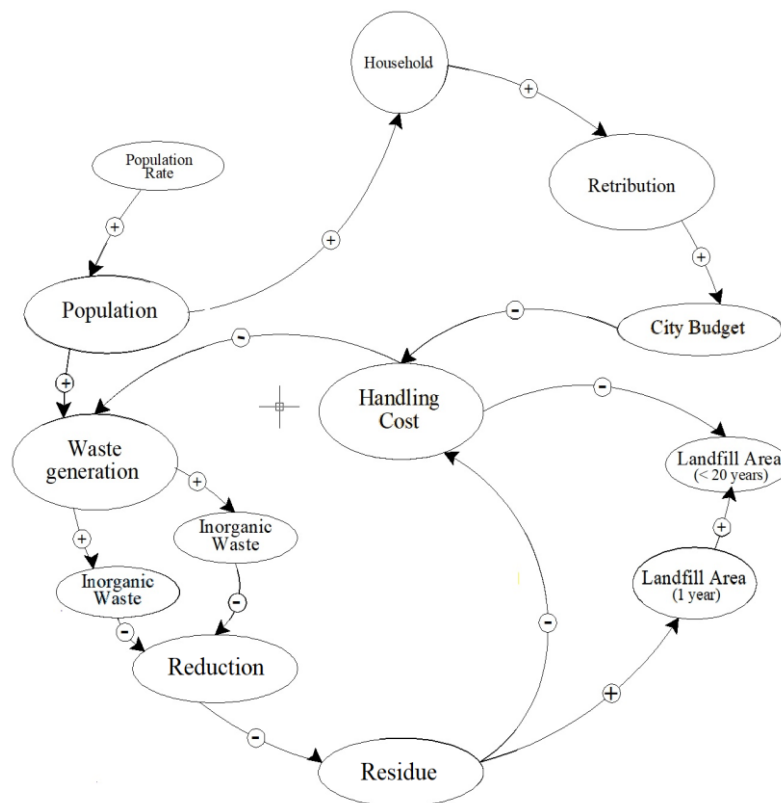 Household
+
Population
Rate
Retribution
+
+
+
Population
City Budget
-
-
+
Handling
Cost
-
Waste
generation
Landfill Area
(< 20 years)
+
Inorganic
Waste
+
+
Inorganic
Waste
Landfill Area
(1 year)
-
-
-
Reduction
+
-
Residue